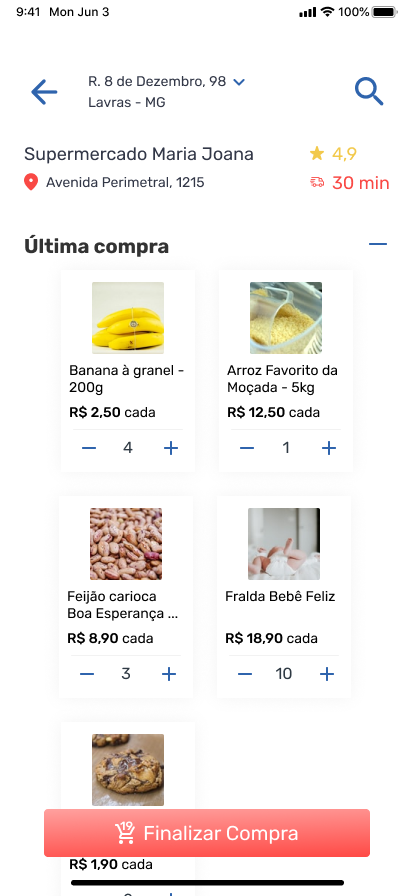 9:41 Mon Jun 3 100%
R. 8 de Dezembro, 98
Lavras - MG
Supermercado Maria Joana 4,9
Avenida Perimetral, 1215 30 min
Última compra
Banana à granel -
200g
R$ 2,50 cada
4
Arroz Favorito da
Moçada - 5kg
R$ 12,50 cada
1
Feijão carioca
Boa Esperança ...
R$ 8,90 cada
3
Fralda Bebê Feliz
R$ 18,90 cada
10
19 Finalizar Compra
R$ 1,90 cada